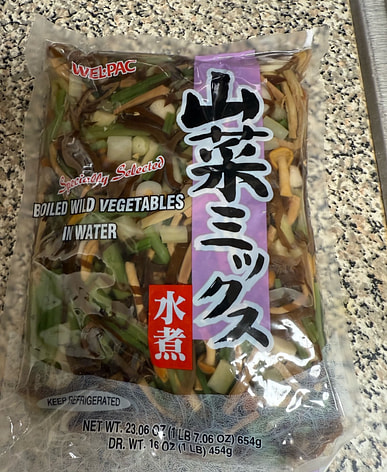 WEL-PAC
山菜ミックス
Specially Selected
BOILED WILD VEGETABLES
IN WATER
水煮
KEEP REFRIGERATED
NET WT. 23.06 OZ (1 LB 7.06 OZ) 654g
DR. WT. 16 OZ (1 LB) 454g